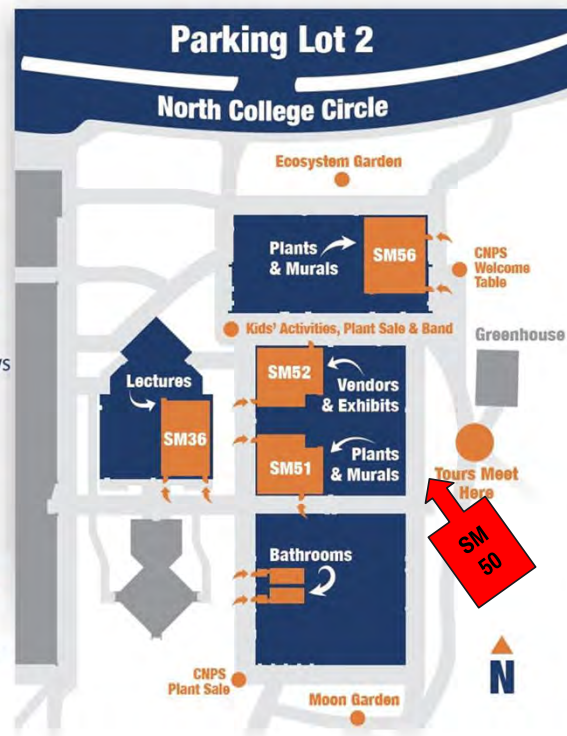 Parking Lot 2
North College Circle
Ecosystem Garden
Plants
& Murals
SM56
CNPS
Welcome
Table
Kids' Activities, Plant Sale & Band
Greenhouse
Lectures
SM52
Vendors
& Exhibits
SM36
SM51
Plants
& Murals
Tours Meet
Here
SM
50
Bathrooms
CNPS
Plant Sale
Moon Garden
N